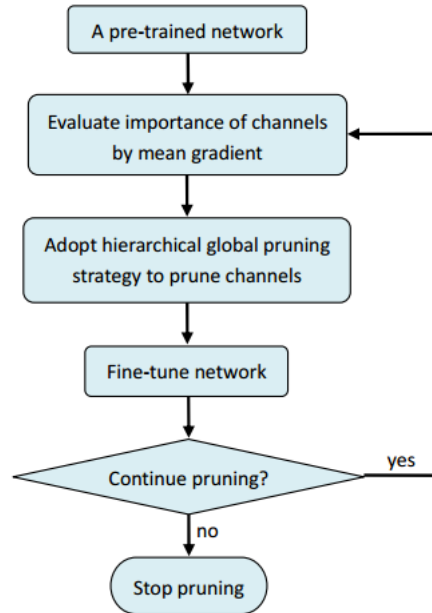 A pre-trained network
Evaluate importance of channels
by mean gradient
Adopt hierarchical global pruning
strategy to prune channels
Fine-tune network
Continue pruning?
yes
no
Stop pruning